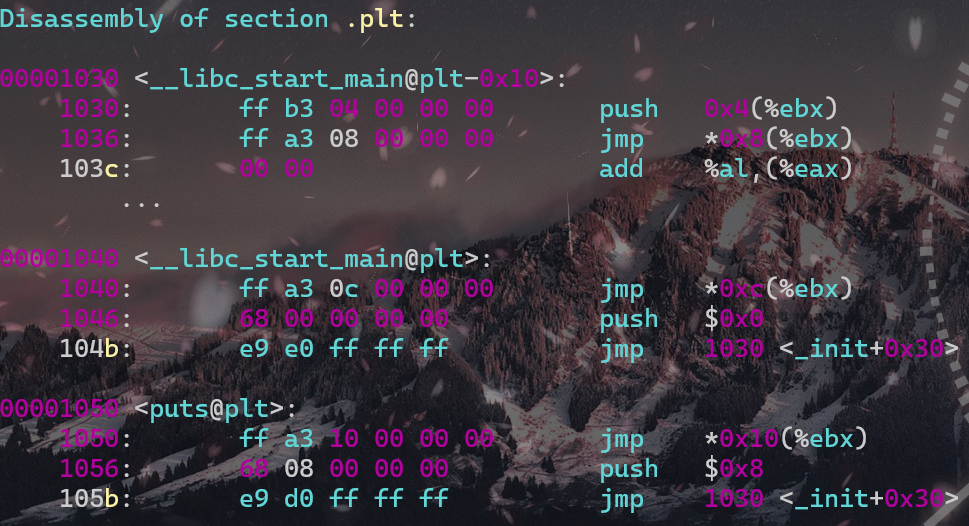 Disassembly of section .plt:
00001030 <__libc_start_main@plt-0x10>:
1030: ff b3 04 00 00 00 push 0x4(%ebx)
1036: ff a3 08 00 00 00 jmp *0x8(%ebx)
103c: 00 00 add %al,(%eax)
...
00001040 <__libc_start_main@plt>:
1040: ff a3 0c 00 00 00 jmp *0xc(%ebx)
1046: 68 00 00 00 00 push $0x0
104b: e9 e0 ff ff ff jmp 1030 <_init+0x30>
00001050 <puts@plt>:
1050: ff a3 10 00 00 00 jmp *0x10(%ebx)
1056: 68 08 00 00 00 push $0x8
105b: e9 d0 ff ff ff jmp 1030 <_init+0x30>